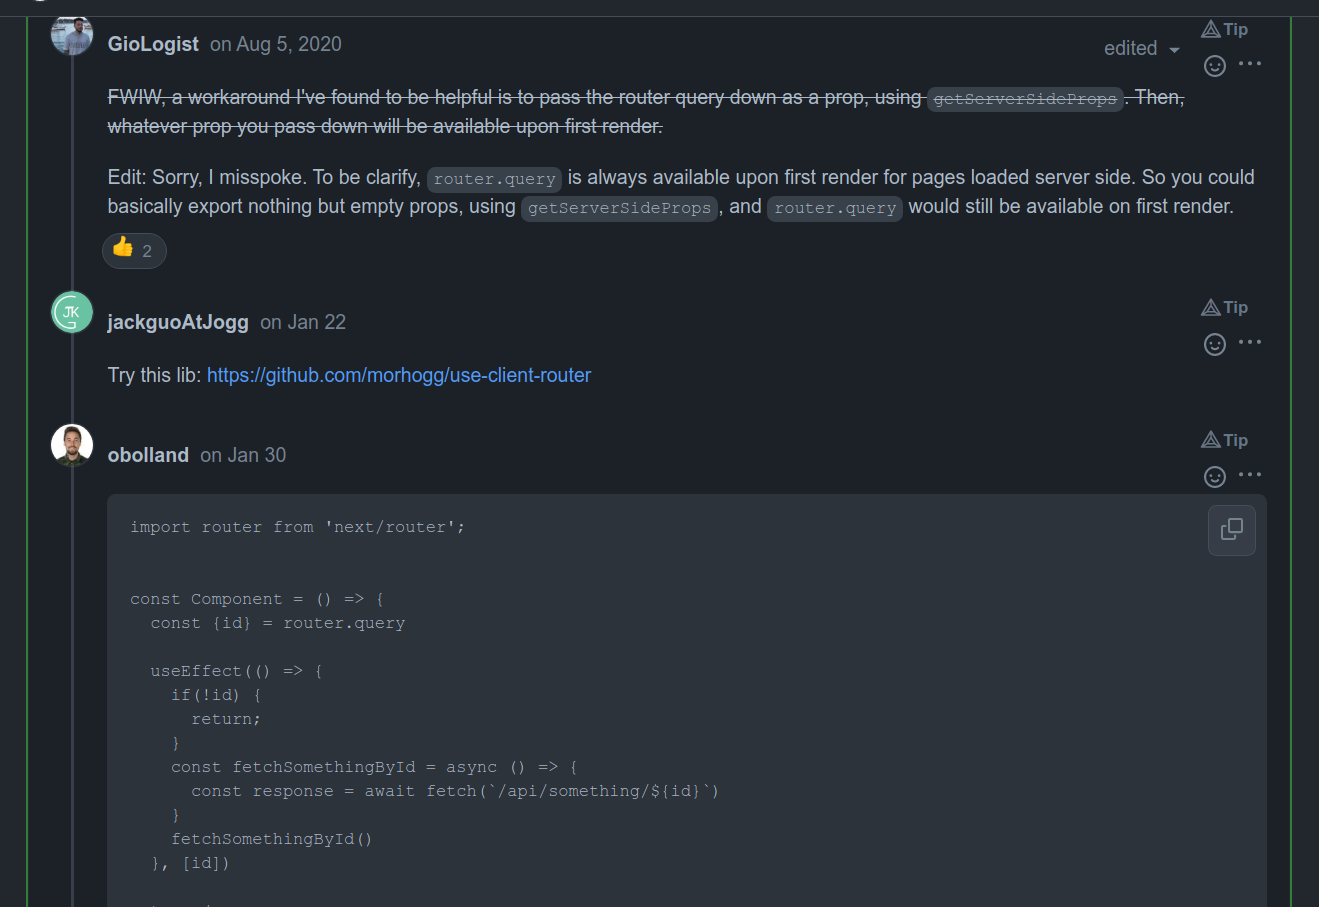 GioLogist on Aug 5, 2020
edited
Tip
FWIW, a workaround I've found to be helpful is to pass the router query down as a prop, using getServerSideProps. Then,
whatever prop you pass down will be available upon first render.
Edit: Sorry, I misspoke. To be clarify, router.query is always available upon first render for pages loaded server side. So you could
basically export nothing but empty props, using getServerSideProps, and router.query would still be available on first render.
👍 2
JK
G
jackguoAtJogg on Jan 22
Tip
Try this lib: https://github.com/morhogg/use-client-router
obolland on Jan 30
Tip
import router from 'next/router';
const Component = () => {
  const {id} = router.query
  useEffect(() => {
    if(!id) {
      return;
    }
    const fetchSomethingById = async () => {
      const response = await fetch(`/api/something/${id}`)
    }
    fetchSomethingById()
  }, [id])